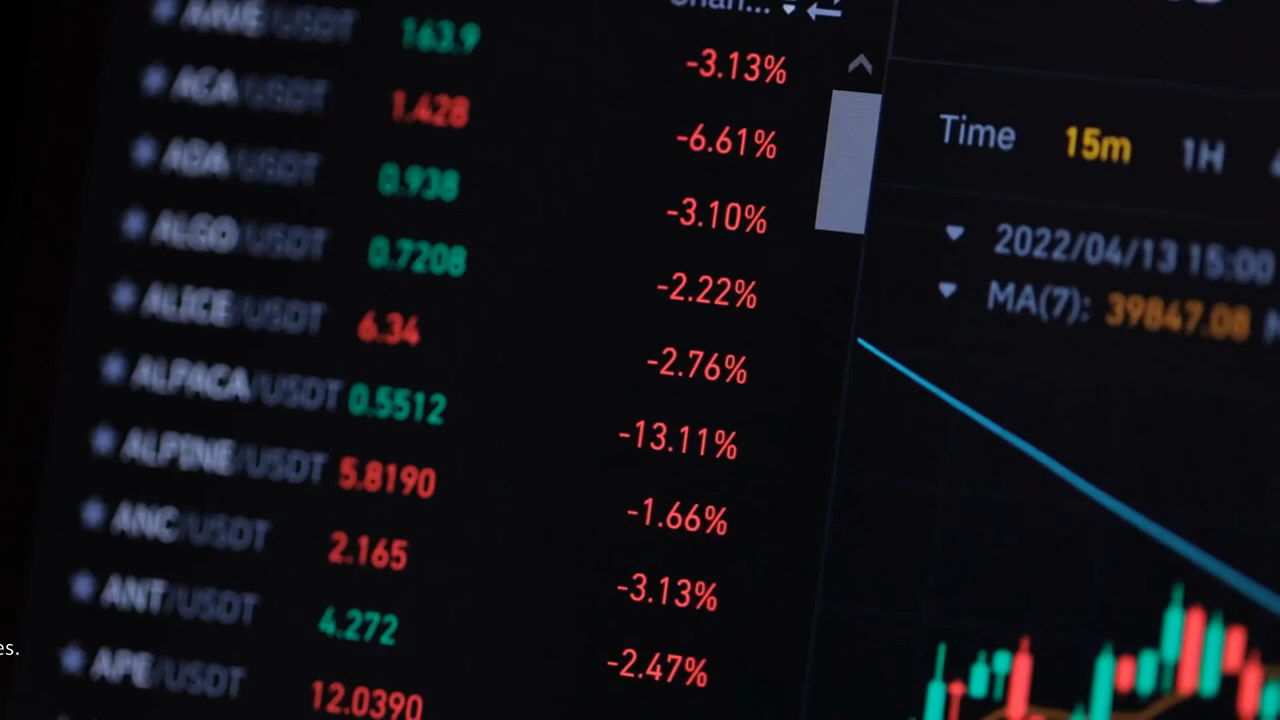 Chan...
AAVE/USDT 163.9 -3.13%
ACA/USDT 1.428 -6.61%
ADA/USDT 0.938 -3.10%
ALGO/USDT 0.7208 -2.22%
ALICE/USDT 6.34 -2.76%
ALPACA/USDT 0.5512 -13.11%
ALPINE/USDT 5.8190 -1.66%
ANC/USDT 2.165 -3.13%
ANT/USDT 4.272 -2.47%
APE/USDT 12.0390
Time 15m 1H
2022/04/13 15:00
MA(7): 39847.08
es.